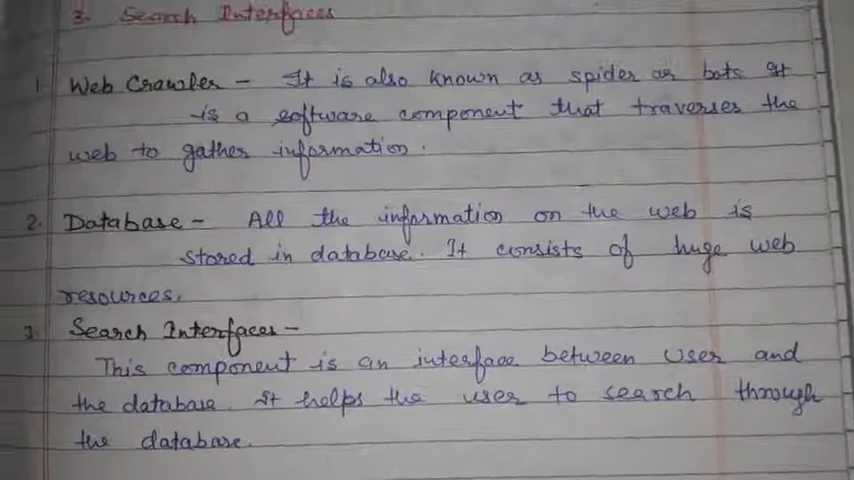 3. Search Interfaces
1 Web Crawler - It is also known as spider or bots It
is a software component that traverses the
web to gather information.
2. Database - All the information on the web is
stored in database. It consists of huge web
resources.
3. Search Interfaces -
This component is an interface between user and
the database. It helps the user to search through
the database.